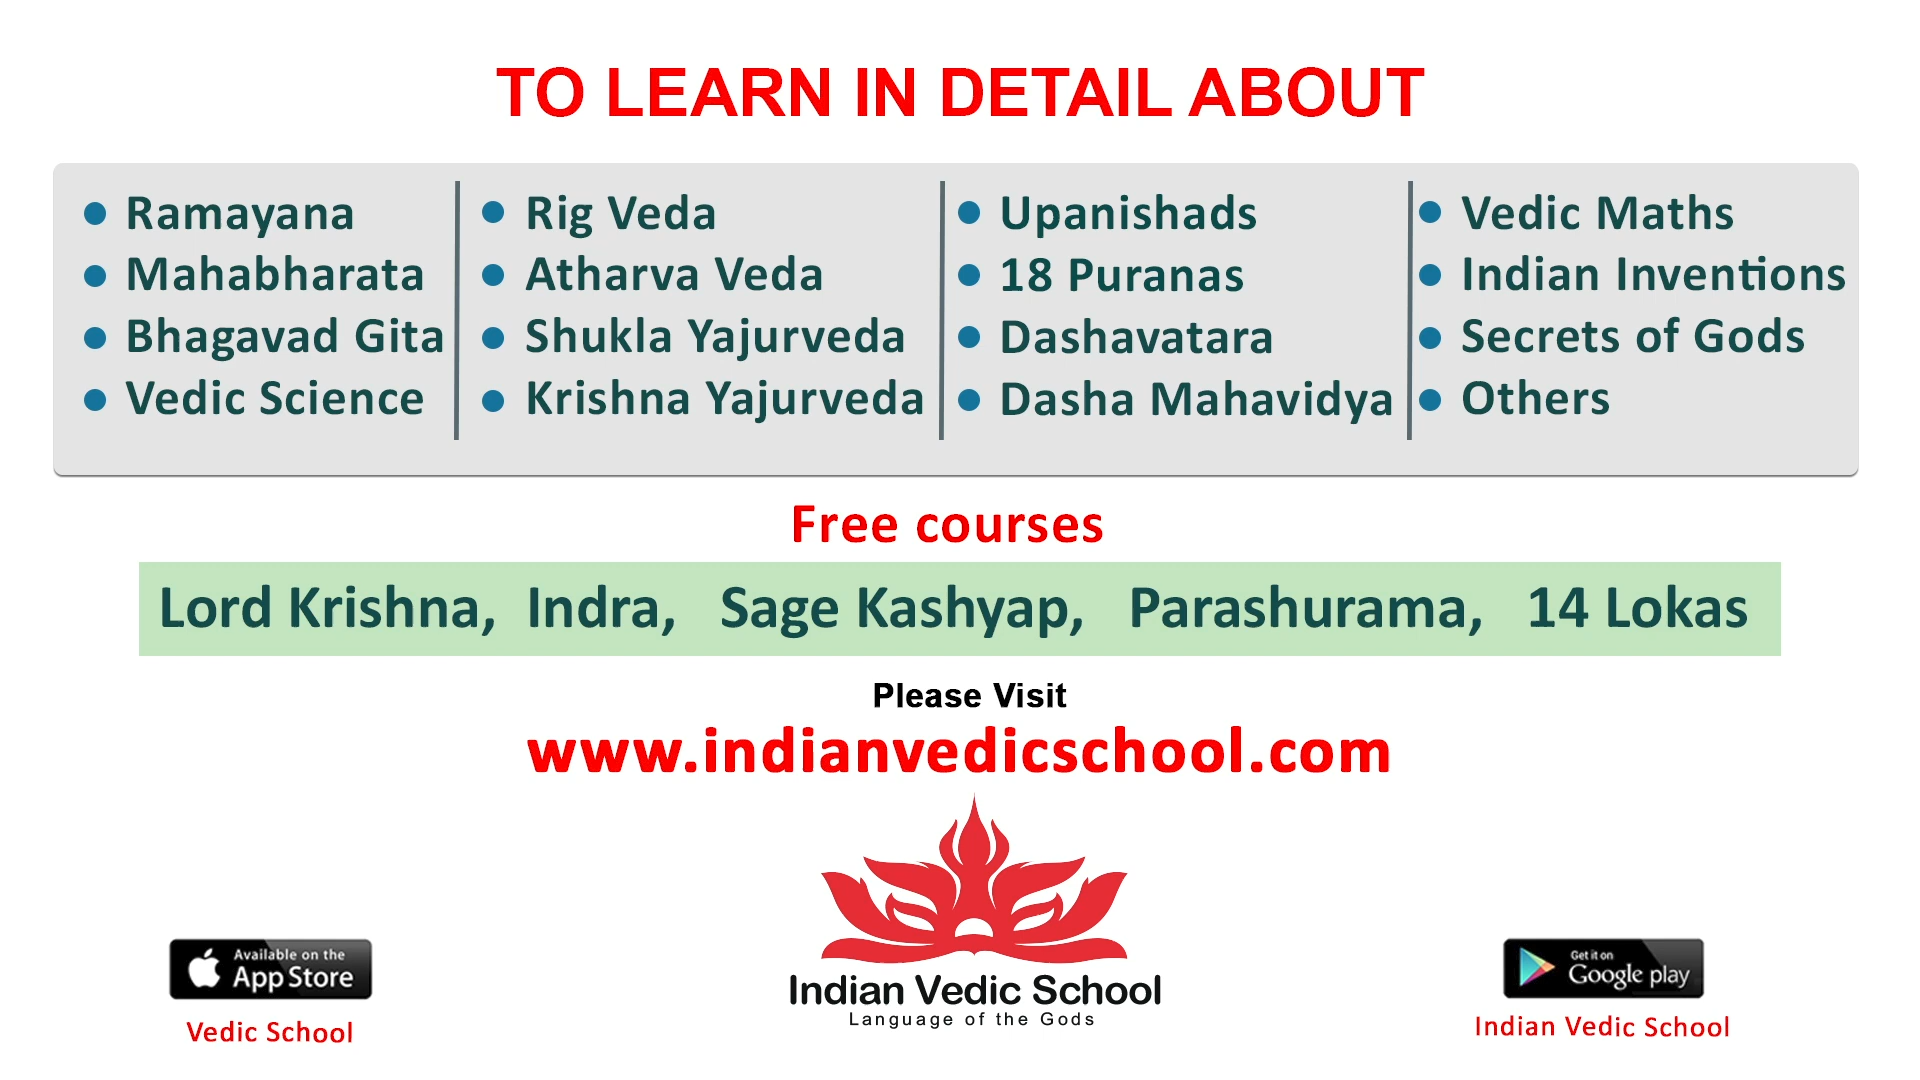 TO LEARN IN DETAIL ABOUT
Ramayana
Mahabharata
Bhagavad Gita
Vedic Science
Rig Veda
Atharva Veda
Shukla Yajurveda
Krishna Yajurveda
Upanishads
18 Puranas
Dashavatara
Dasha Mahavidya
Vedic Maths
Indian Inventions
Secrets of Gods
Others
Free courses
Lord Krishna, Indra, Sage Kashyap, Parashurama, 14 Lokas
Please Visit
www.indianvedicschool.com
Indian Vedic School
Language of the Gods
Available on the
App Store
Vedic School
Get it on
Google play
Indian Vedic School